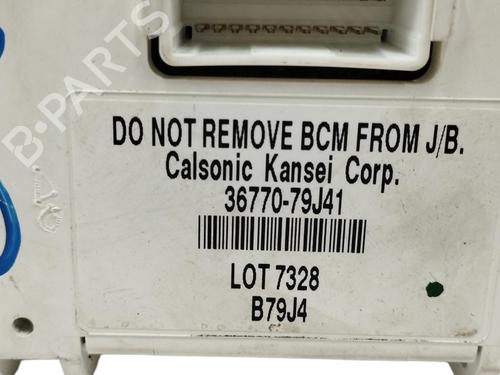 B-PARTS
DO NOT REMOVE BCM FROM J/B.
Calsonic Kansei Corp.
36770-79J41
LOT 7328
B79J4